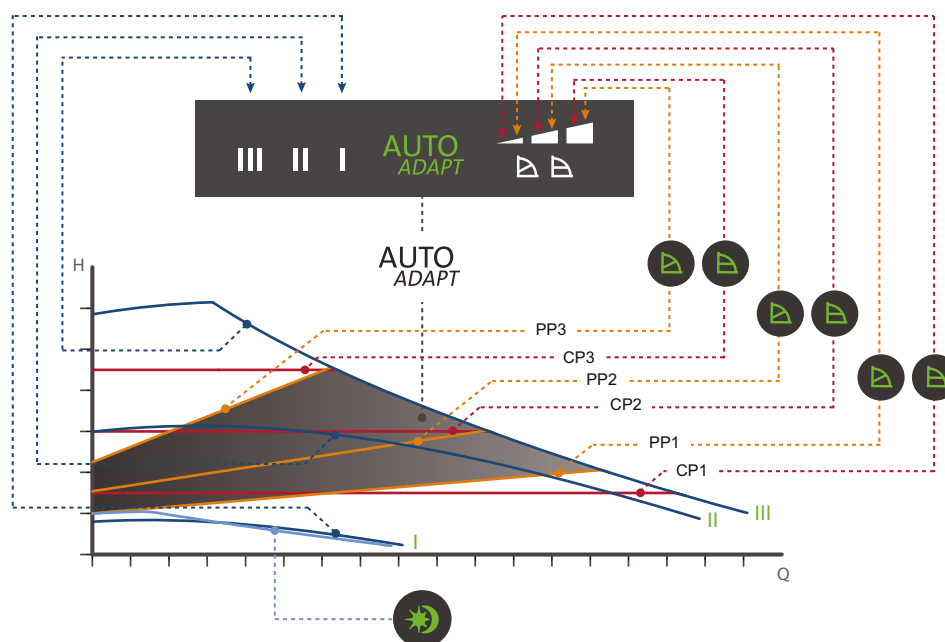 III II I AUTO
ADAPT
AUTO
ADAPT
H
PP3
CP3
PP2
CP2
PP1
CP1
III
II
I
Q